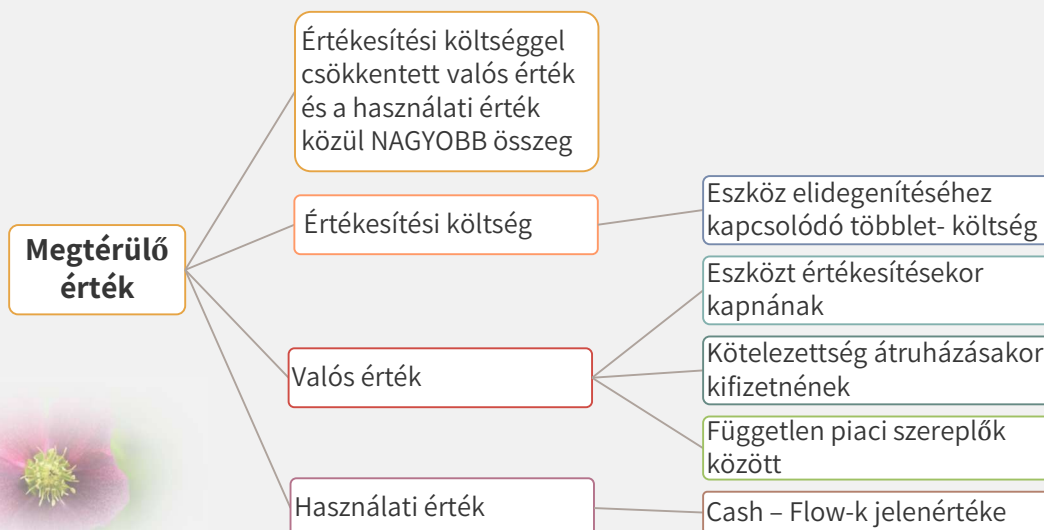 Értékesítési költséggel
csökkentett valós érték
és a használati érték
közül NAGYOBB összeg
Megtérülő
érték
Értékesítési költség
Eszköz elidegenítéséhez
kapcsolódó többlet- költség
Valós érték
Eszközt értékesítésekor
kapnának
Kötelezettség átruházásakor
kifizetnének
Független piaci szereplők
között
Használati érték
Cash – Flow-k jelenértéke